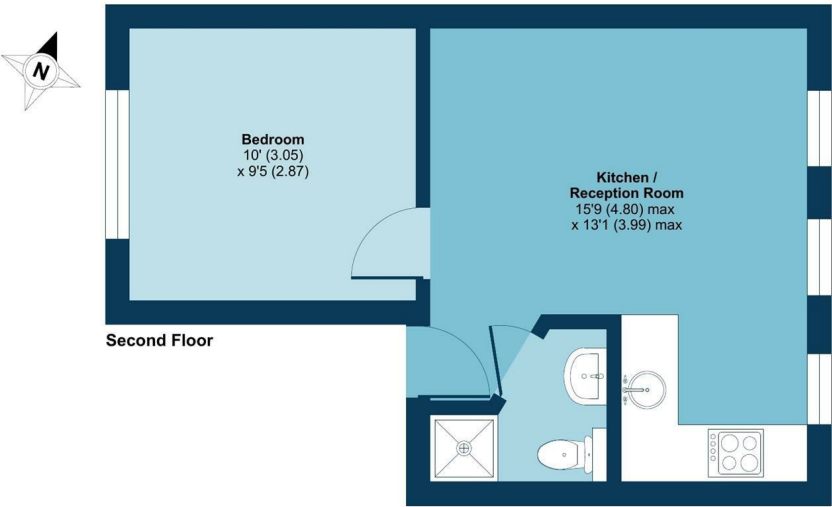 N
Bedroom
10' (3.05)
x 9'5 (2.87)
Kitchen /
Reception Room
15'9 (4.80) max
x 13'1 (3.99) max
Second Floor